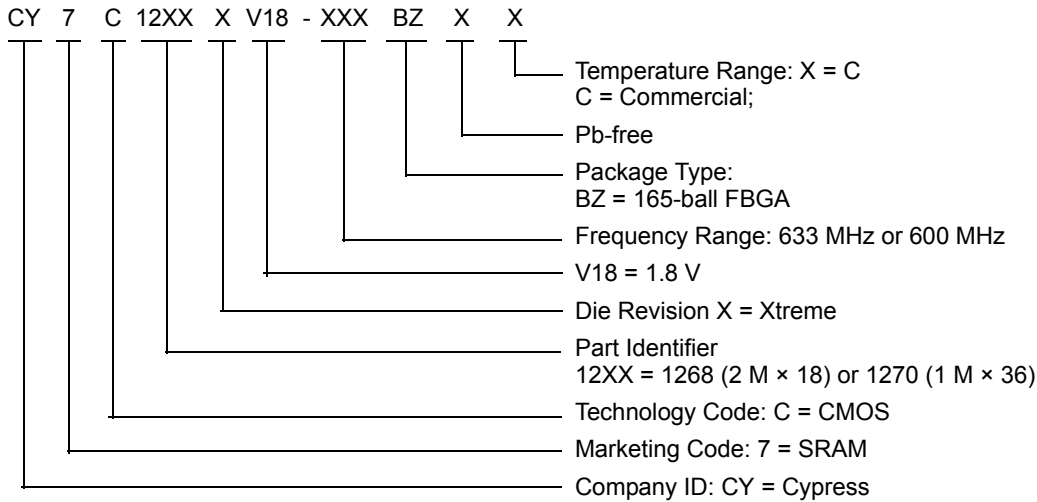 CY 7 C 12XX X V18 - XXX BZ X X
Temperature Range: X = C
C = Commercial;
Pb-free
Package Type:
BZ = 165-ball FBGA
Frequency Range: 633 MHz or 600 MHz
V18 = 1.8 V
Die Revision X = Xtreme
Part Identifier
12XX = 1268 (2 M × 18) or 1270 (1 M × 36)
Technology Code: C = CMOS
Marketing Code: 7 = SRAM
Company ID: CY = Cypress